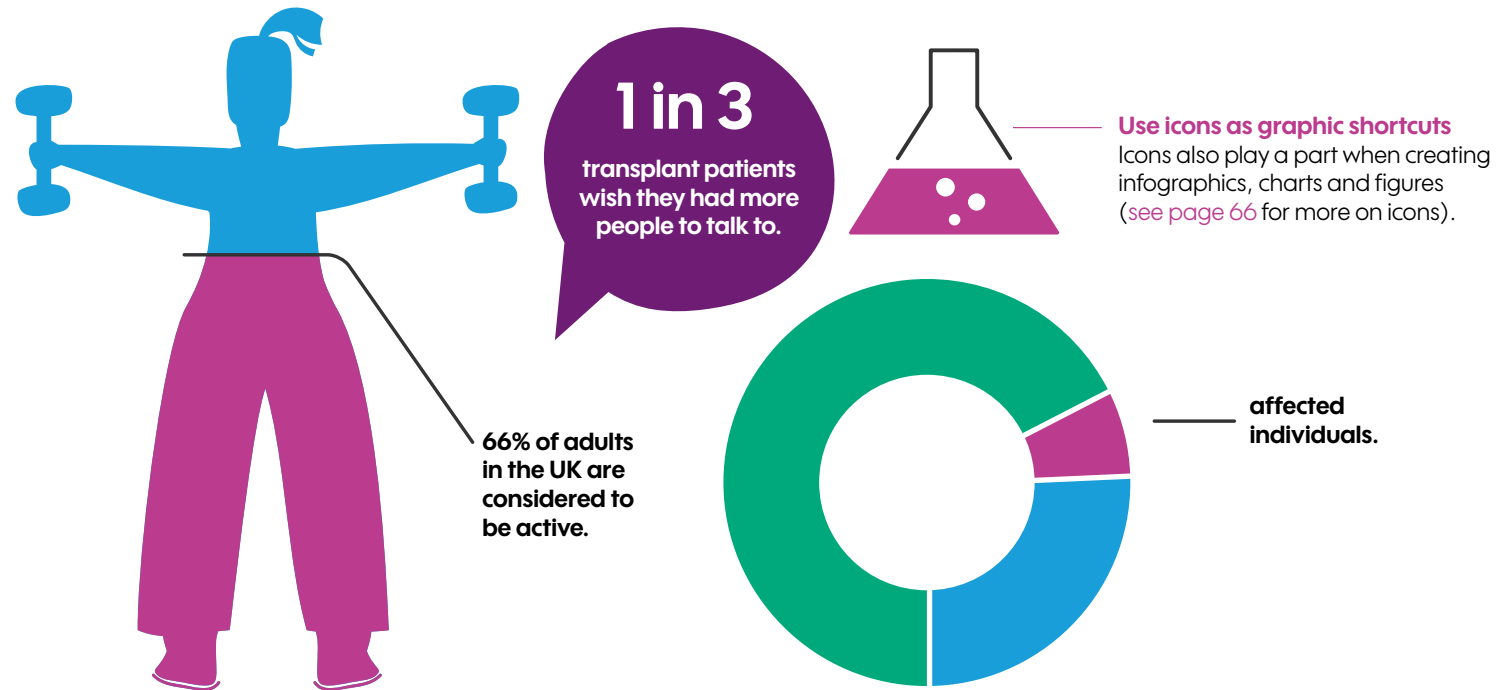 1 in 3
transplant patients
wish they had more
people to talk to.
Use icons as graphic shortcuts
Icons also play a part when creating
infographics, charts and figures
(see page 66 for more on icons).
66% of adults
in the UK are
considered to
be active.
affected
individuals.